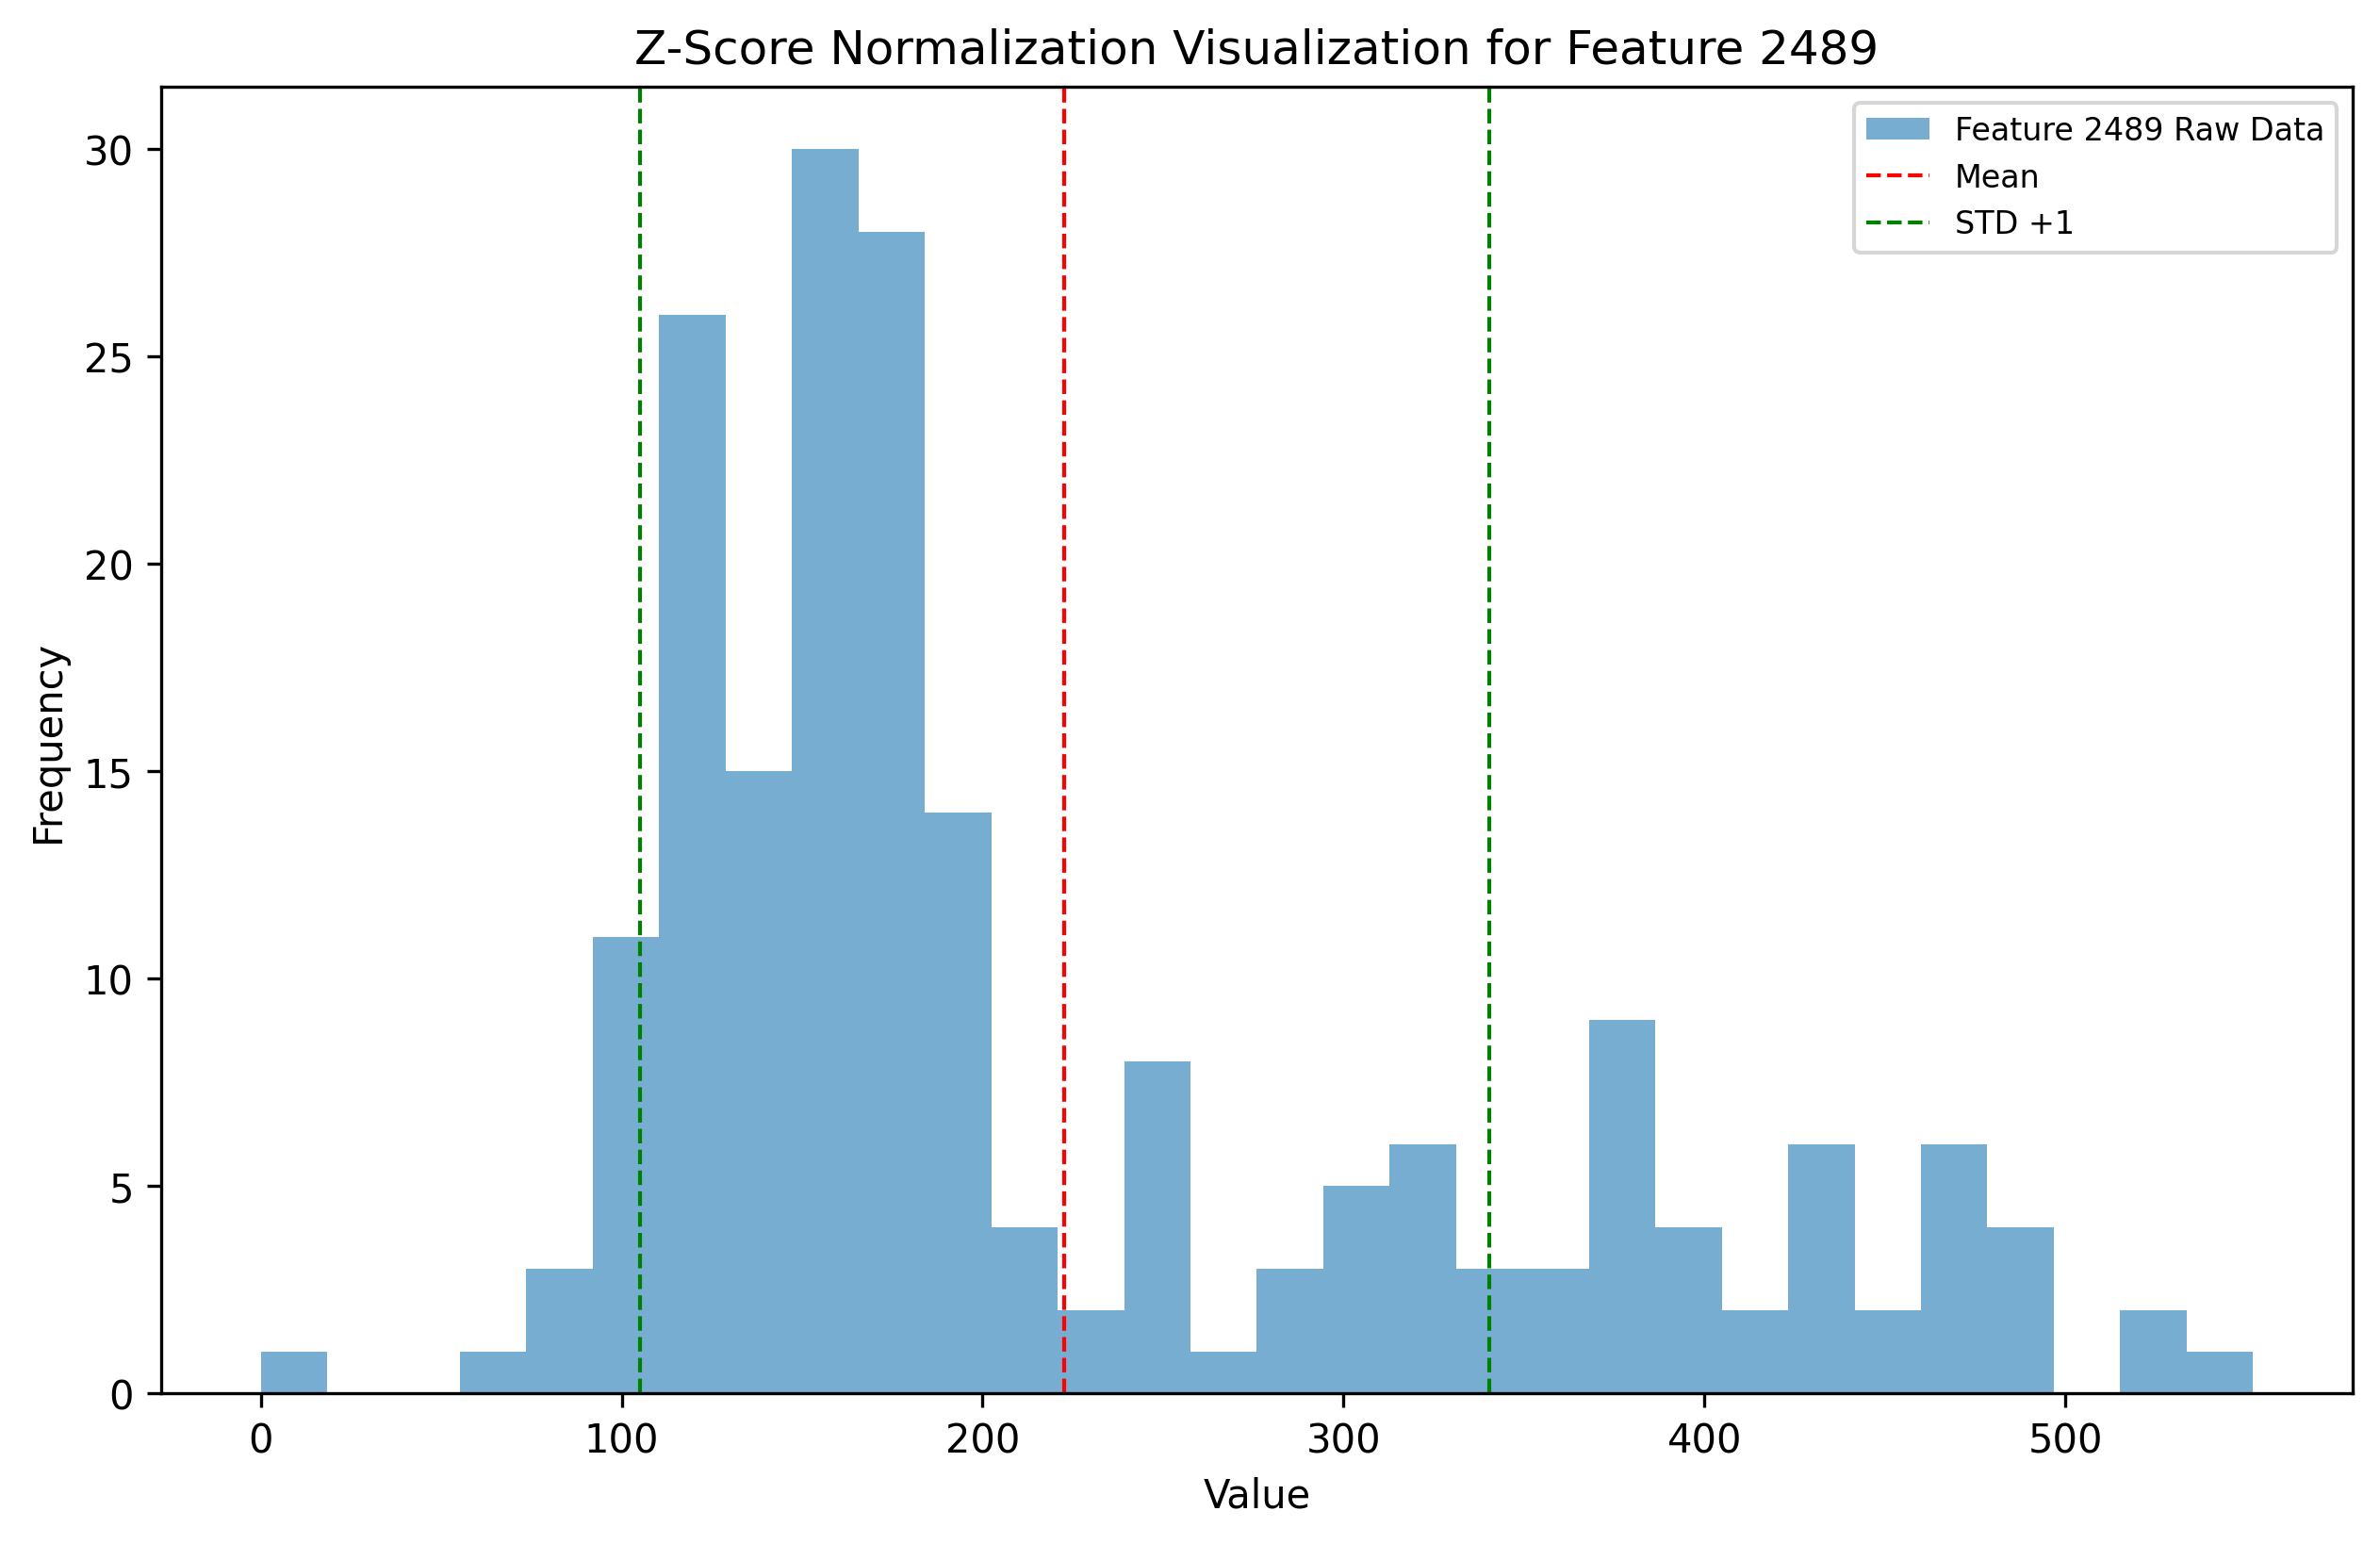 Z-Score Normalization Visualization for Feature 2489
Feature 2489 Raw Data
Mean
STD +1
30
25
20
15
10
5
0
Frequency
0 100 200 300 400 500
Value